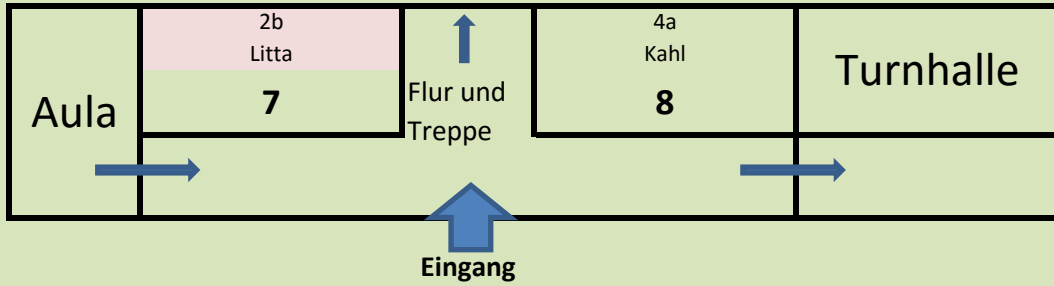 2b
Litta
7
Aula
Flur und
Treppe
4a
Kahl
8
Turnhalle
Eingang